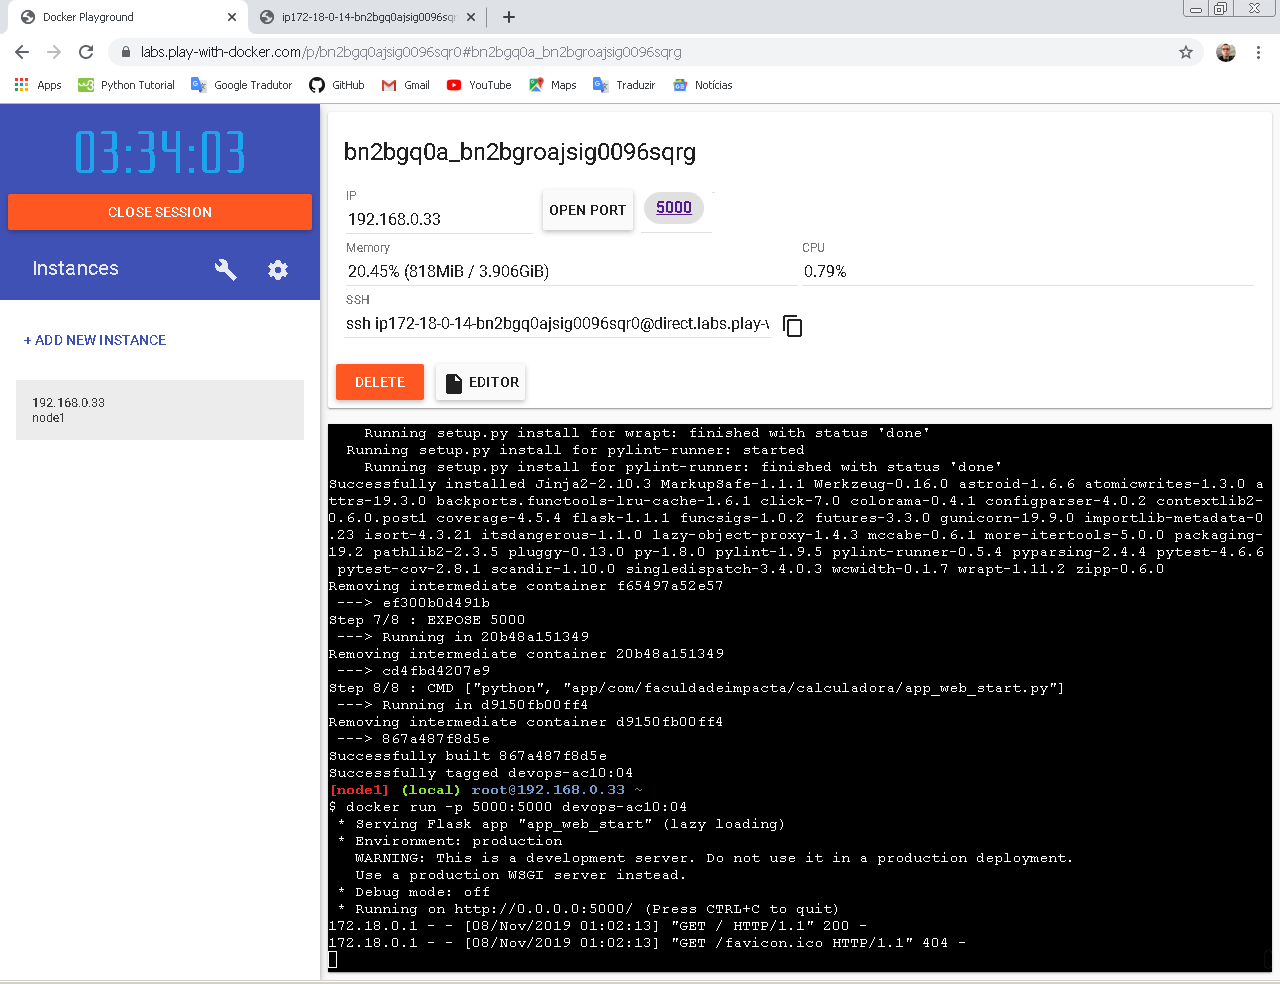 Docker Playground
ip172-18-0-14-bn2bgq0ajsig0096sqr
labs.play-with-docker.com/p/bn2bgq0ajsig0096sqr0#bn2bgq0a_bn2bgroajsig0096sqrg
Apps Python Tutorial Google Tradutor GitHub Gmail YouTube Maps Traduzir Notícias
03:34:03
CLOSE SESSION
Instances
+ ADD NEW INSTANCE
192.168.0.33
node1
bn2bgq0a_bn2bgroajsig0096sqrg
IP
192.168.0.33
OPEN PORT
5000
Memory
20.45% (818MiB / 3.906GiB)
CPU
0.79%
SSH
ssh ip172-18-0-14-bn2bgq0ajsig0096sqr0@direct.labs.play-v
DELETE
EDITOR
Running setup.py install for wrapt: finished with status 'done'
Running setup.py install for pylint-runner: started
Running setup.py install for pylint-runner: finished with status 'done'
Successfully installed Jinja2-2.10.3 MarkupSafe-1.1.1 Werkzeug-0.16.0 astroid-1.6.6 atomicwrites-1.3.0 a
ttrs-19.3.0 backports.functools-lru-cache-1.6.1 click-7.0 colorama-0.4.1 configparser-4.0.2 contextlib2-
0.6.0.post1 coverage-4.5.4 flask-1.1.1 funcsigs-1.0.2 futures-3.3.0 gunicorn-19.9.0 importlib-metadata-0
.23 isort-4.3.21 itsdangerous-1.1.0 lazy-object-proxy-1.4.3 mccabe-0.6.1 more-itertools-5.0.0 packaging-
19.2 pathlib2-2.3.5 pluggy-0.13.0 py-1.8.0 pylint-1.9.5 pylint-runner-0.5.4 pyparsing-2.4.4 pytest-4.6.6
pytest-cov-2.8.1 scandir-1.10.0 singledispatch-3.4.0.3 wcwidth-0.1.7 wrapt-1.11.2 zipp-0.6.0
Removing intermediate container f65497a52e57
---> ef300b0d491b
Step 7/8 : EXPOSE 5000
---> Running in 20b48a151349
Removing intermediate container 20b48a151349
---> cd4fbd4207e9
Step 8/8 : CMD ["python", "app/com/faculdadeimpacta/calculadora/app_web_start.py"]
---> Running in d9150fb00ff4
Removing intermediate container d9150fb00ff4
---> 867a487f8d5e
Successfully built 867a487f8d5e
Successfully tagged devops-ac10:04
[node1] (local) root@192.168.0.33 ~
$ docker run -p 5000:5000 devops-ac10:04
* Serving Flask app "app_web_start" (lazy loading)
* Environment: production
WARNING: This is a development server. Do not use it in a production deployment.
Use a production WSGI server instead.
* Debug mode: off
* Running on http://0.0.0.0:5000/ (Press CTRL+C to quit)
172.18.0.1 - - [08/Nov/2019 01:02:13] "GET / HTTP/1.1" 200 -
172.18.0.1 - - [08/Nov/2019 01:02:13] "GET /favicon.ico HTTP/1.1" 404 -